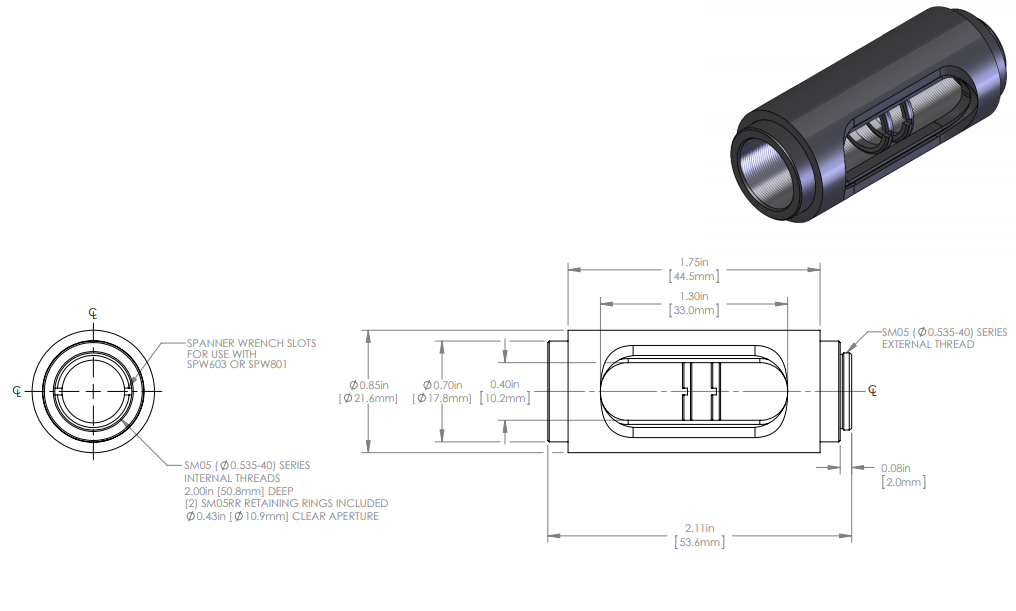 1.75in
[44.5mm]
1.30in
[33.0mm]
℄
SPANNER WRENCH SLOTS
FOR USE WITH
SPW603 OR SPW801
SM05 (Ø0.535-40) SERIES
EXTERNAL THREAD
℄
Ø0.85in
[Ø21.6mm]
Ø0.70in
[Ø17.8mm]
0.40in
[10.2mm]
℄
SM05 (Ø0.535-40) SERIES
INTERNAL THREADS
2.00in [50.8mm] DEEP
(2) SM05RR RETAINING RINGS INCLUDED
Ø0.43in [Ø10.9mm] CLEAR APERTURE
0.08in
[2.0mm]
2.11in
[53.6mm]